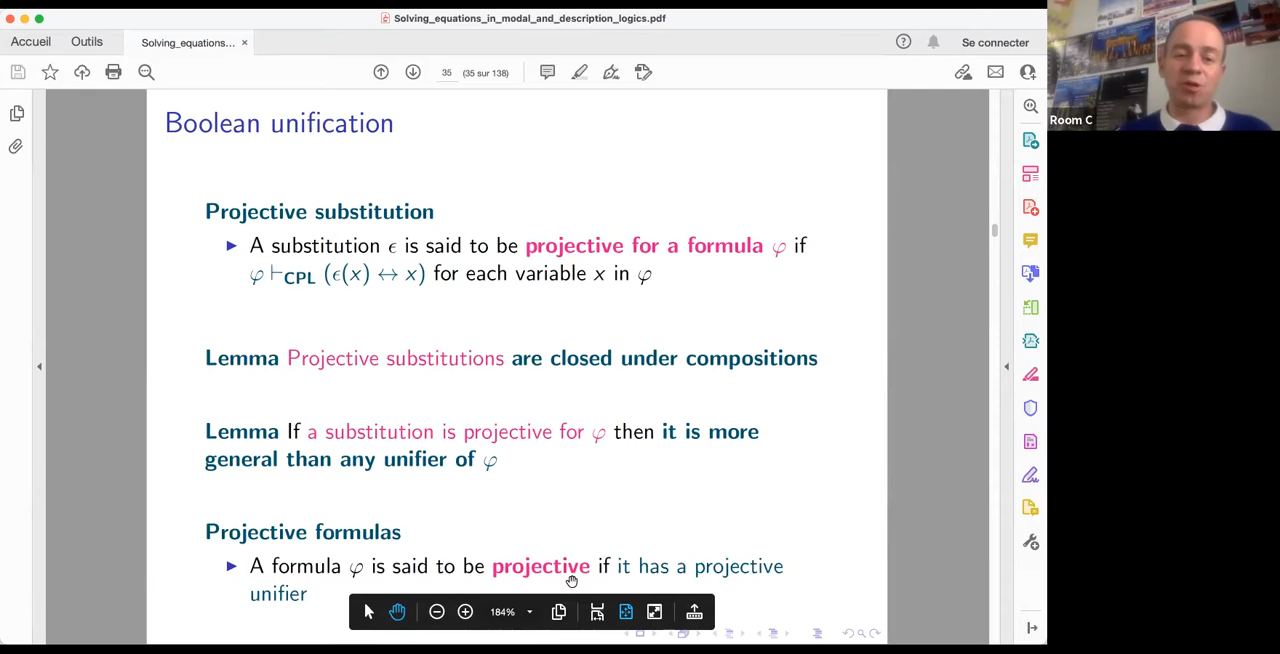 Solving_equations_in_modal_and_description_logics.pdf
Accueil Outils Solving_equations... × Se connecter
35 (35 sur 138)
Room C
Boolean unification
Projective substitution
▶ A substitution ϵ is said to be projective for a formula φ if
φ ⊢CPL (ϵ(x) ↔ x) for each variable x in φ
Lemma Projective substitutions are closed under compositions
Lemma If a substitution is projective for φ then it is more
general than any unifier of φ
Projective formulas
▶ A formula φ is said to be projective if it has a projective
unifier
184%